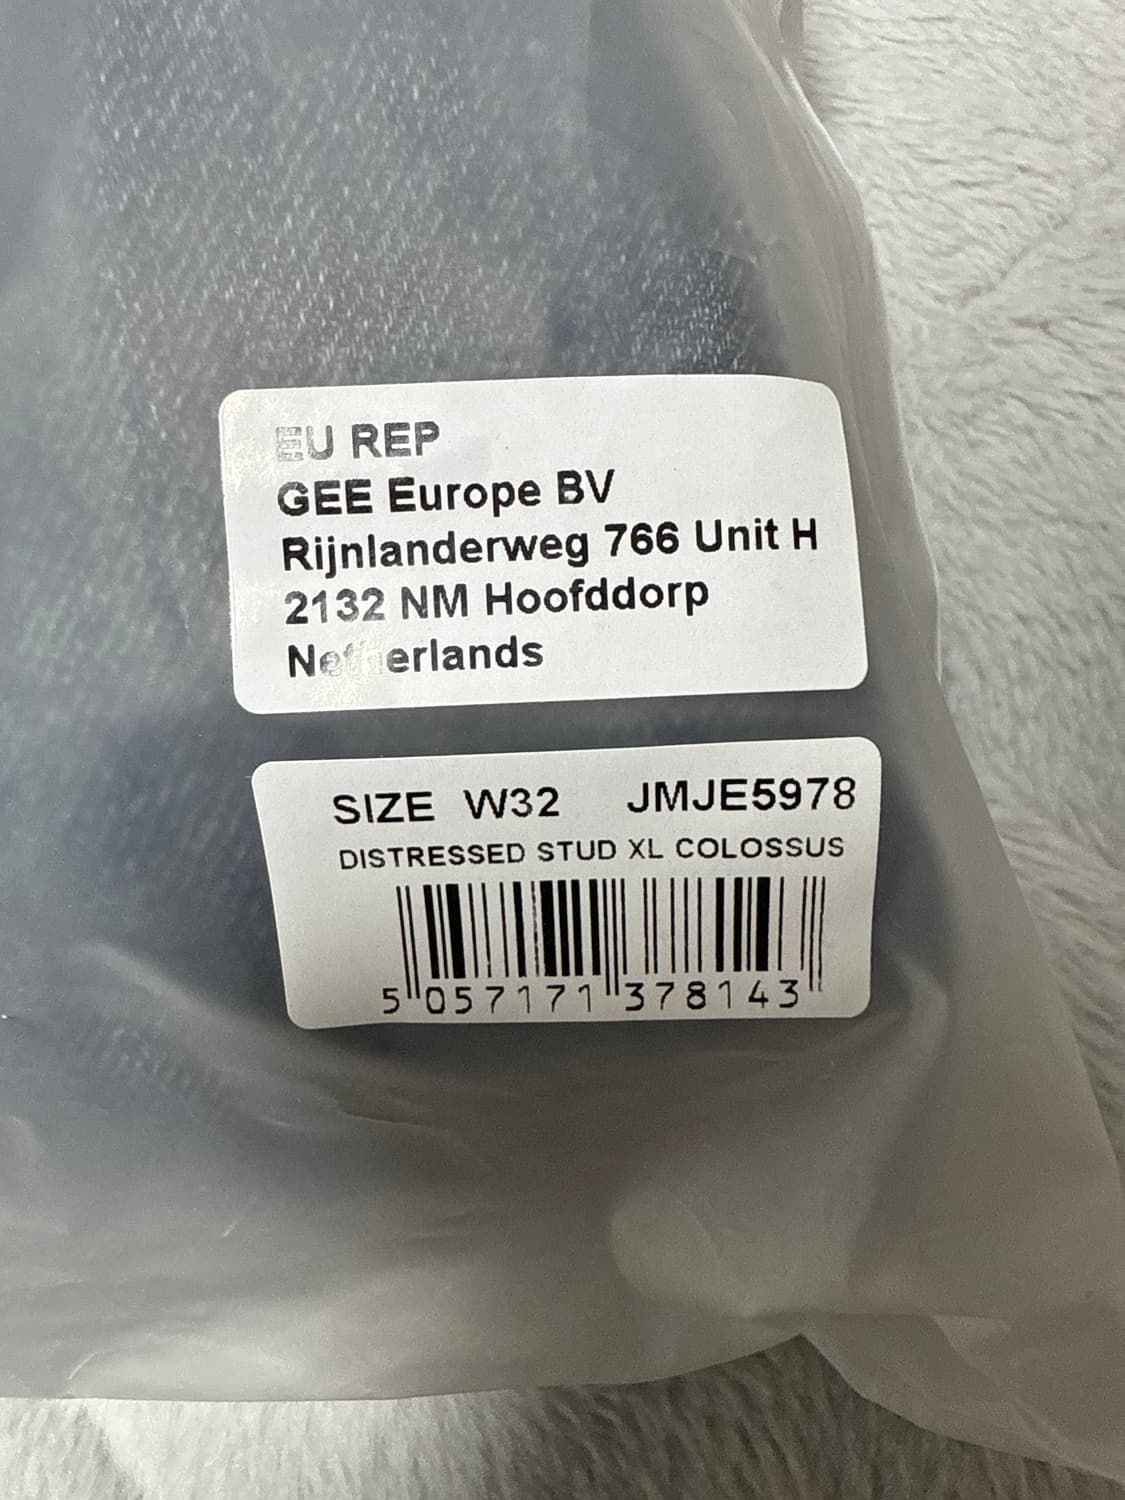 EU REP
GEE Europe BV
Rijnlanderweg 766 Unit H
2132 NM Hoofddorp
Netherlands
SIZE W32 JMJE5978
DISTRESSED STUD XL COLOSSUS
5 057171 378143